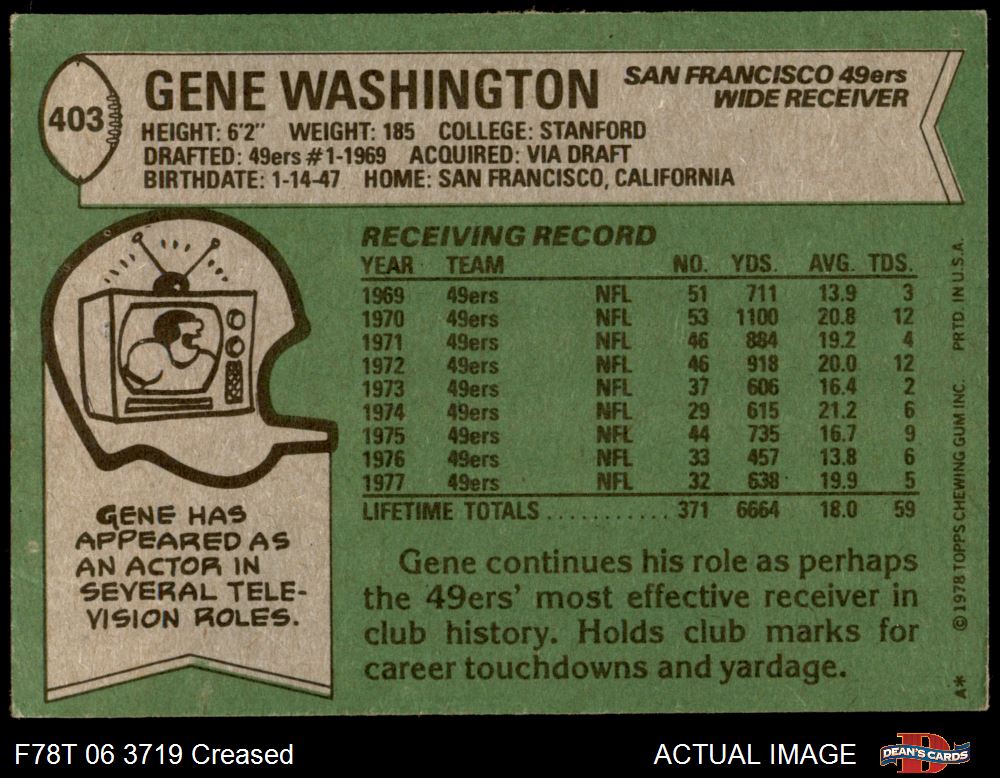 403
GENE WASHINGTON
SAN FRANCISCO 49ers
WIDE RECEIVER
HEIGHT: 6'2" WEIGHT: 185 COLLEGE: STANFORD
DRAFTED: 49ers #1-1969 ACQUIRED: VIA DRAFT
BIRTHDATE: 1-14-47 HOME: SAN FRANCISCO, CALIFORNIA
RECEIVING RECORD
YEAR TEAM NO. YDS. AVG. TDS.
1969 49ers NFL 51 711 13.9 3
1970 49ers NFL 53 1100 20.8 12
1971 49ers NFL 46 884 19.2 4
1972 49ers NFL 46 918 20.0 12
1973 49ers NFL 37 606 16.4 2
1974 49ers NFL 29 615 21.2 6
1975 49ers NFL 44 735 16.7 9
1976 49ers NFL 33 457 13.8 6
1977 49ers NFL 32 638 19.9 5
LIFETIME TOTALS ........... 371 6664 18.0 59
GENE HAS
APPEARED AS
AN ACTOR IN
SEVERAL TELE-
VISION ROLES.
Gene continues his role as perhaps
the 49ers' most effective receiver in
club history. Holds club marks for
career touchdowns and yardage.
A* © 1978 TOPPS CHEWING GUM INC. PRTD. IN U.S.A.
F78T 06 3719 Creased
ACTUAL IMAGE
DEAN'S CARDS